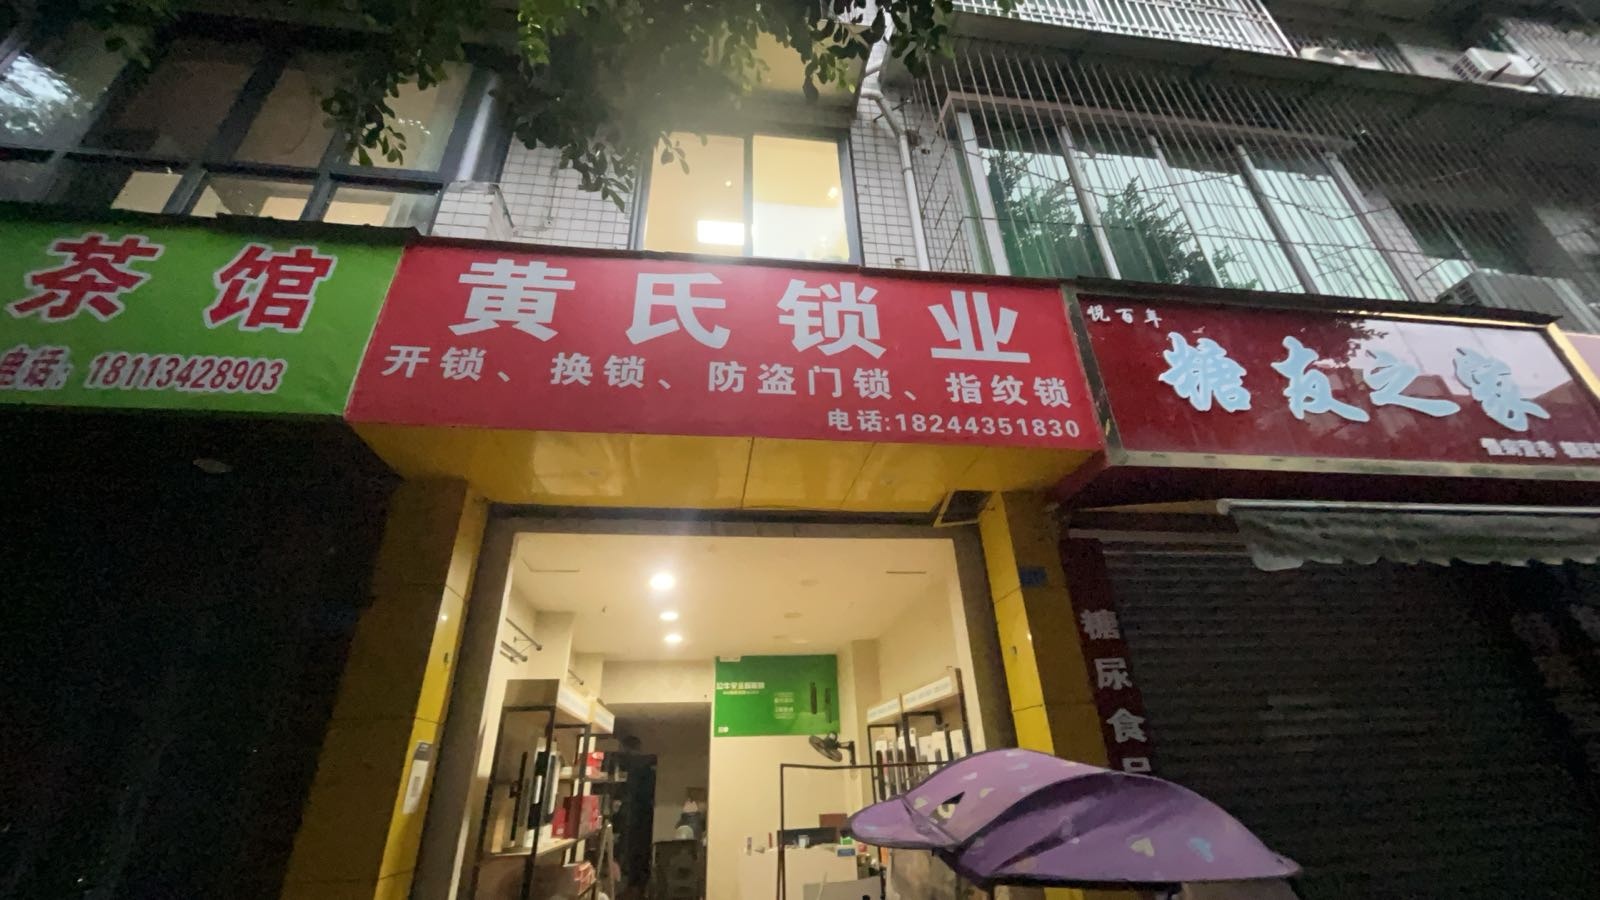 茶馆
电话：18113428903
黄氏锁业
开锁、换锁、防盗门锁、指纹锁
电话:18244351830
悦百年
糖友之家
糖尿食品